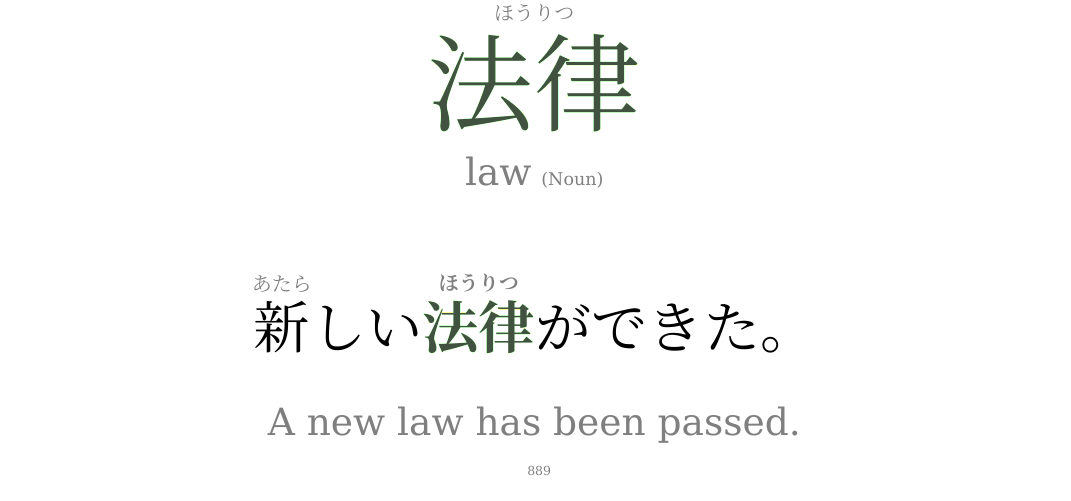 ほうりつ
法律
law (Noun)
あたら ほうりつ
新しい法律ができた。
A new law has been passed.
889